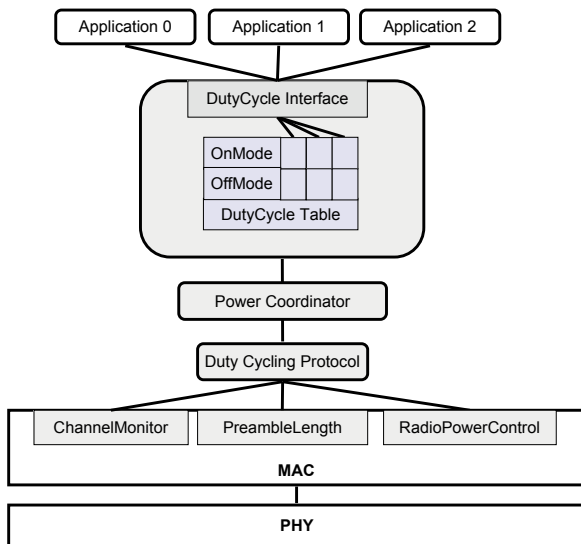 Application 0
Application 1
Application 2
DutyCycle Interface
OnMode
OffMode
DutyCycle Table
Power Coordinator
Duty Cycling Protocol
ChannelMonitor
PreambleLength
RadioPowerControl
MAC
PHY